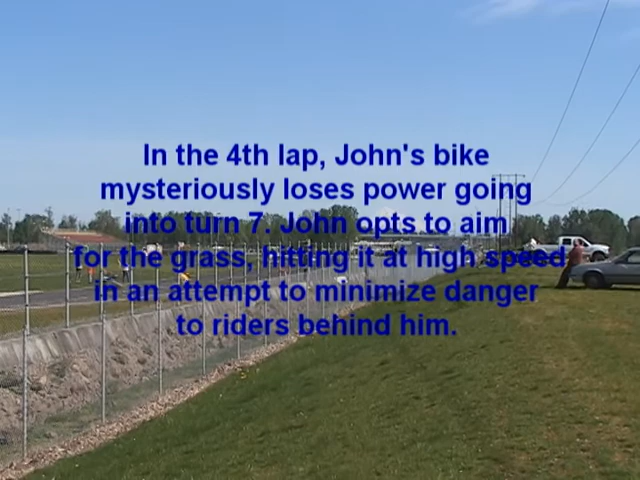 In the 4th lap, John's bike
mysteriously loses power going
into turn 7. John opts to aim
for the grass, hitting it at high speed
in an attempt to minimize danger
to riders behind him.